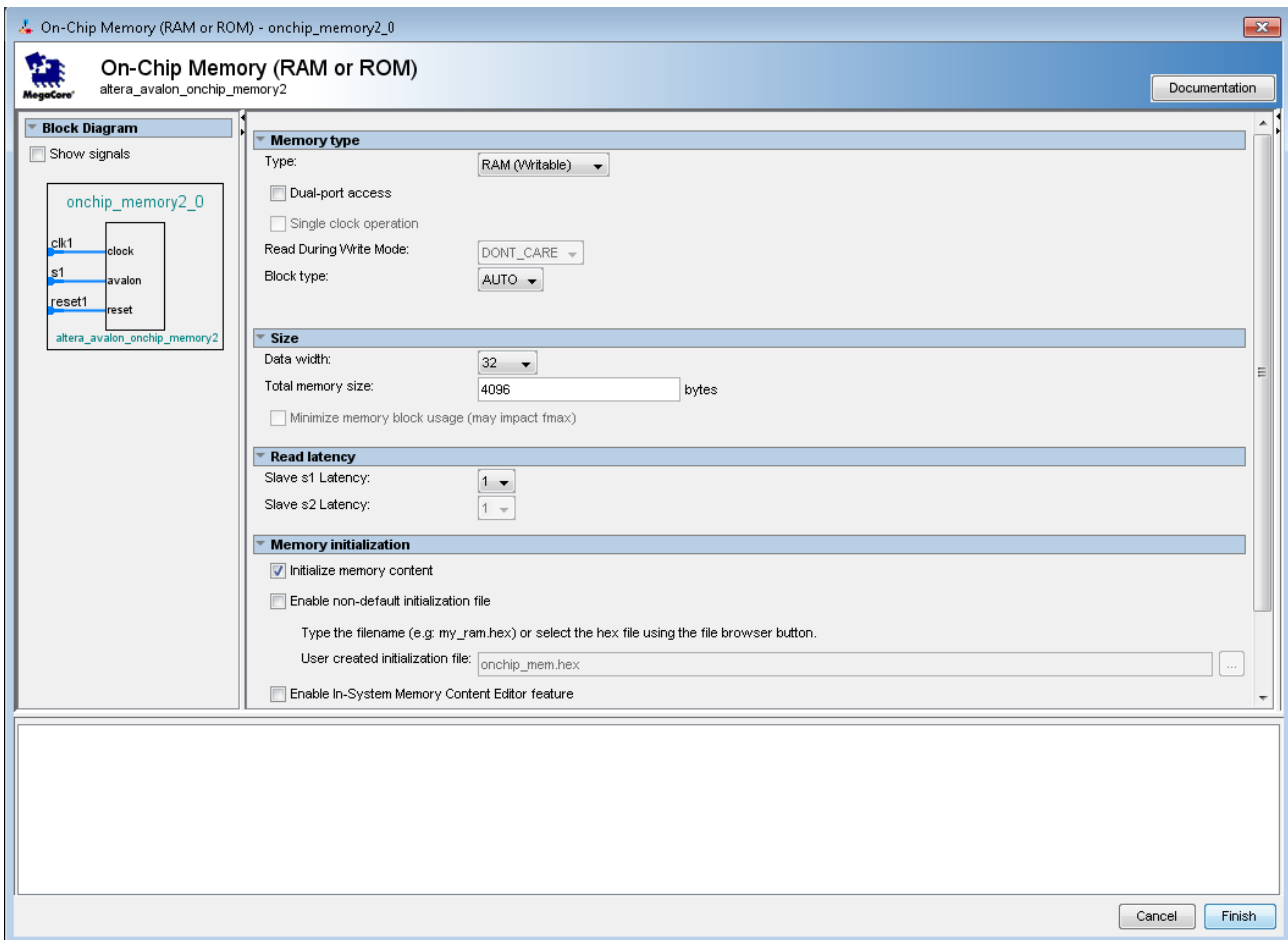 On-Chip Memory (RAM or ROM) - onchip_memory2_0
MegaCore®
On-Chip Memory (RAM or ROM)
altera_avalon_onchip_memory2
Documentation
Block Diagram
Show signals
onchip_memory2_0
clk1
clock
s1
avalon
reset1
reset
altera_avalon_onchip_memory2
Memory type
Type: RAM (Writable)
Dual-port access
Single clock operation
Read During Write Mode: DONT_CARE
Block type: AUTO
Size
Data width: 32
Total memory size: 4096 bytes
Minimize memory block usage (may impact fmax)
Read latency
Slave s1 Latency: 1
Slave s2 Latency: 1
Memory initialization
Initialize memory content
Enable non-default initialization file
Type the filename (e.g: my_ram.hex) or select the hex file using the file browser button.
User created initialization file: onchip_mem.hex ...
Enable In-System Memory Content Editor feature
Cancel Finish